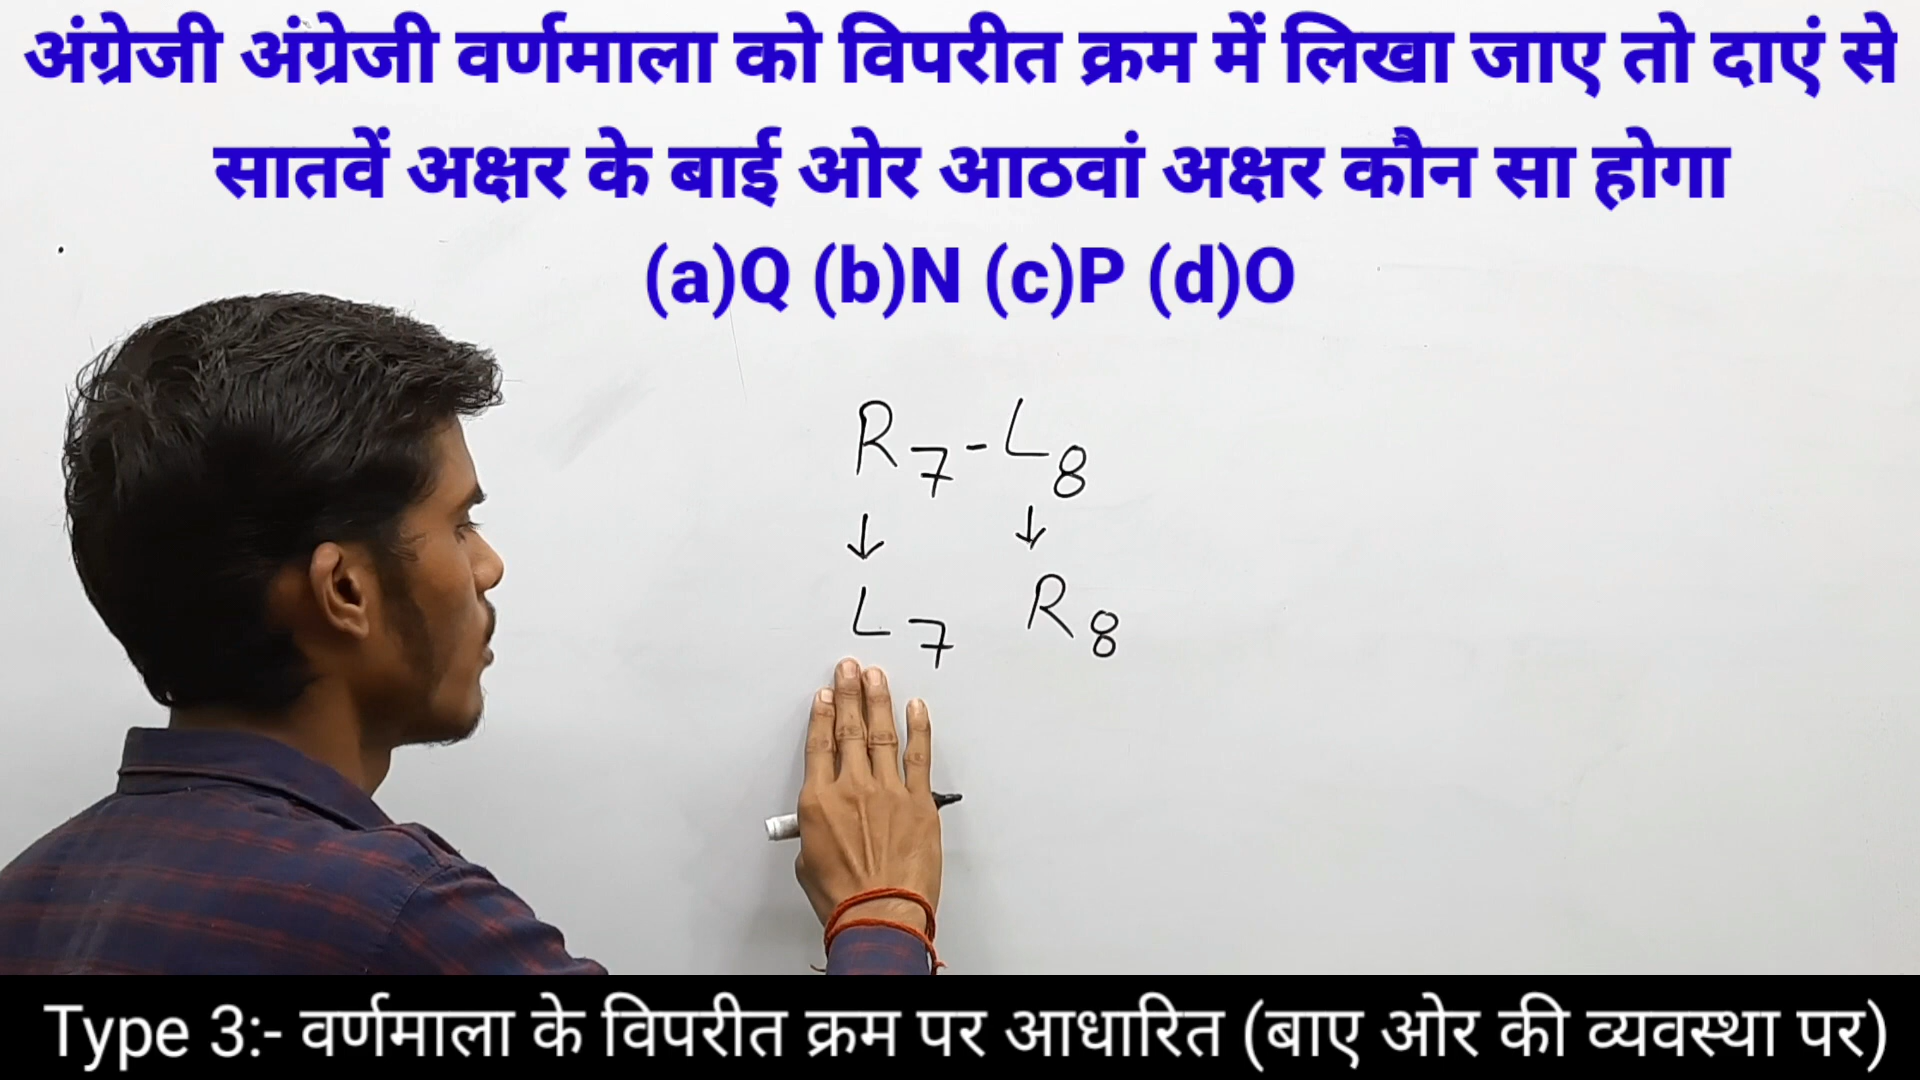 अंग्रेजी अंग्रेजी वर्णमाला को विपरीत क्रम में लिखा जाए तो दाएं से
सातवें अक्षर के बाई ओर आठवां अक्षर कौन सा होगा
(a)Q (b)N (c)P (d)O
R7-L8
↓ ↓
L7 R8
Type 3:- वर्णमाला के विपरीत क्रम पर आधारित (बाए ओर की व्यवस्था पर)